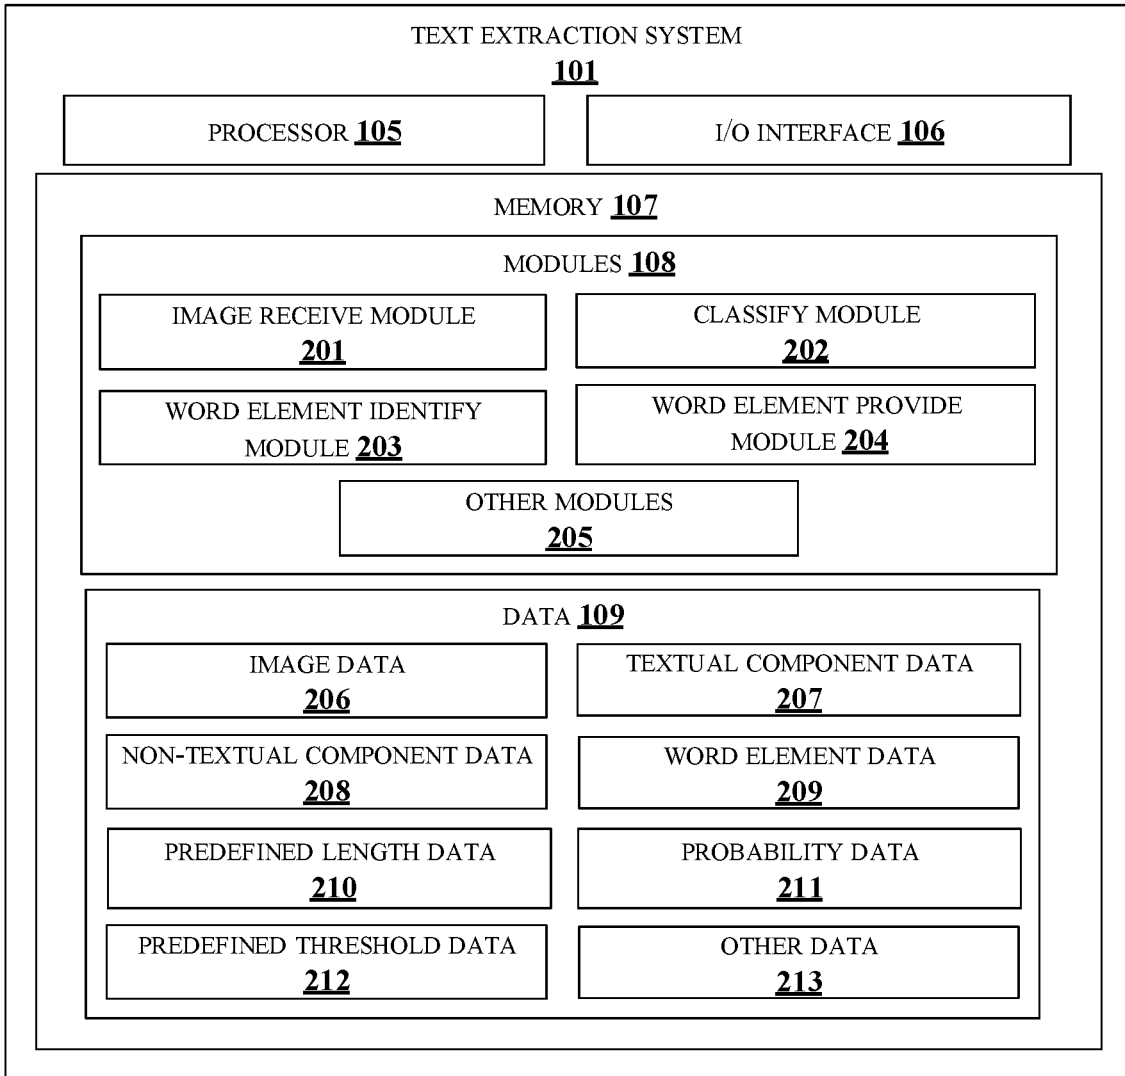 TEXT EXTRACTION SYSTEM
101
PROCESSOR 105
I/O INTERFACE 106
MEMORY 107
MODULES 108
IMAGE RECEIVE MODULE
201
CLASSIFY MODULE
202
WORD ELEMENT IDENTIFY
MODULE 203
WORD ELEMENT PROVIDE
MODULE 204
OTHER MODULES
205
DATA 109
IMAGE DATA
206
TEXTUAL COMPONENT DATA
207
NON-TEXTUAL COMPONENT DATA
208
WORD ELEMENT DATA
209
PREDEFINED LENGTH DATA
210
PROBABILITY DATA
211
PREDEFINED THRESHOLD DATA
212
OTHER DATA
213